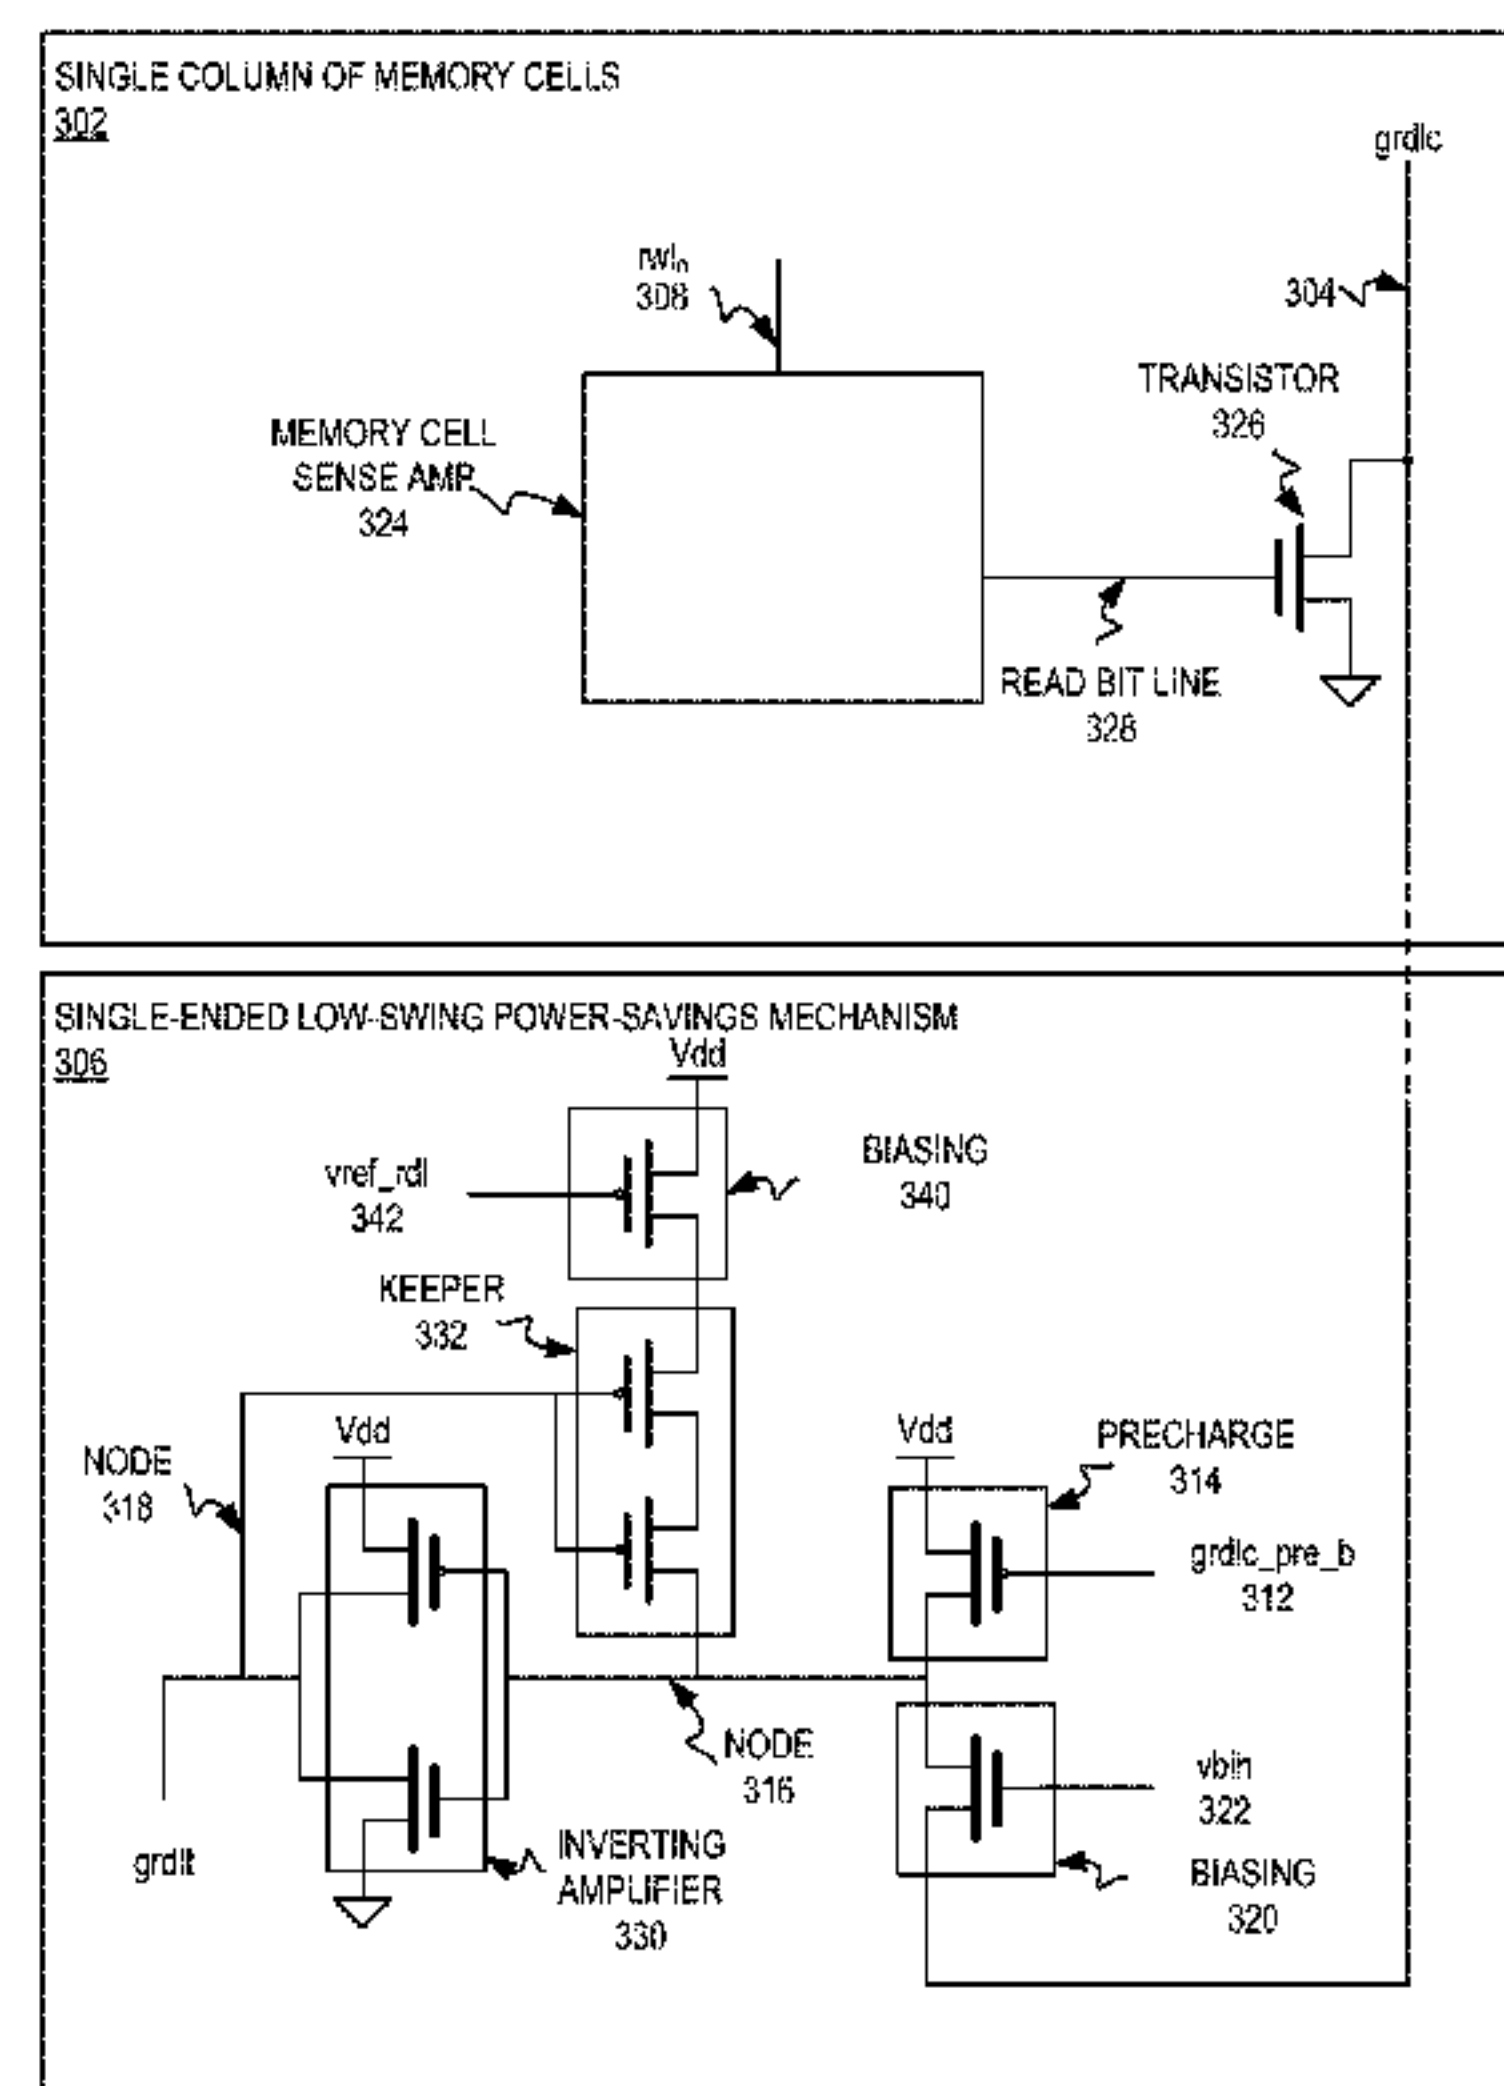 SINGLE COLUMN OF MEMORY CELLS
302
grdlc
rwlₙ
308
304
TRANSISTOR
326
MEMORY CELL
SENSE AMP.
324
READ BIT LINE
328
SINGLE-ENDED LOW-SWING POWER-SAVINGS MECHANISM
306
Vdd
BIASING
340
vref_rdl
342
KEEPER
332
Vdd
Vdd
PRECHARGE
314
NODE
318
grdlc_pre_b
312
NODE
316
vbln
322
grdlt
INVERTING
AMPLIFIER
330
BIASING
320